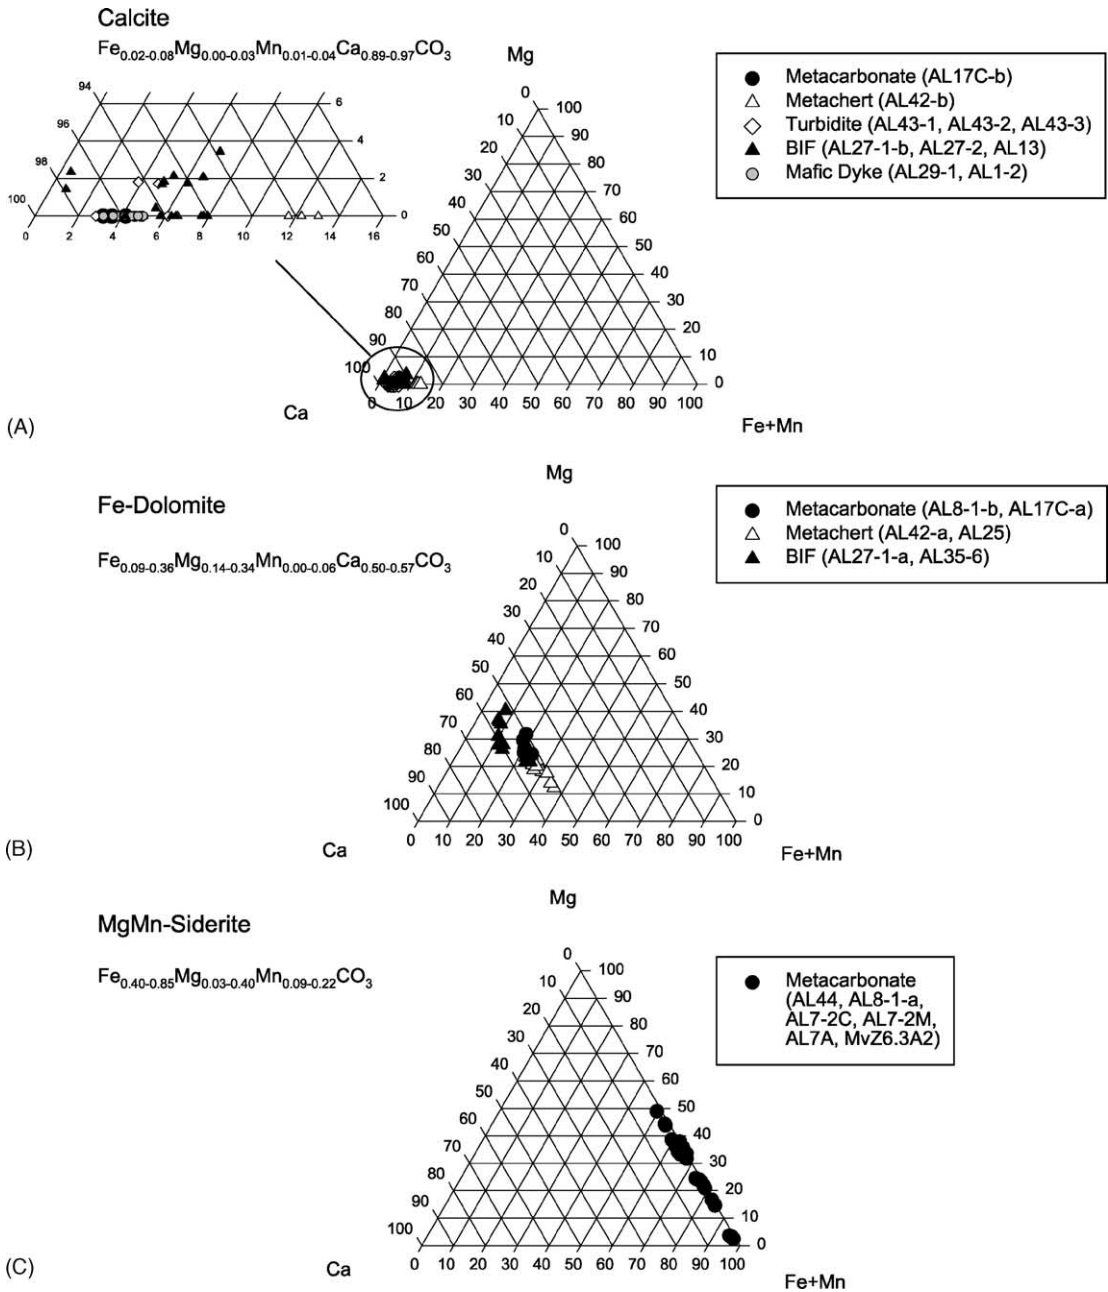 Calcite
Fe0.02-0.08Mg0.00-0.03Mn0.01-0.04Ca0.89-0.97CO3
94
96
98
100
6
4
2
0
0 2 4 6 8 10 12 14 16
Mg
0
100
90
80
70
60
50
40
30
20
10
0
50
60
70
80
90
100
0 10 20 30 40 50 60 70 80 90 100
Ca
Fe+Mn
Metacarbonate (AL17C-b)
Metachert (AL42-b)
Turbidite (AL43-1, AL43-2, AL43-3)
BIF (AL27-1-b, AL27-2, AL13)
Mafic Dyke (AL29-1, AL1-2)
(A)
Fe-Dolomite
Fe0.09-0.36Mg0.14-0.34Mn0.00-0.06Ca0.50-0.57CO3
Mg
0
10
20
30
40
50
60
70
80
90
100
100
90
80
70
60
50
40
30
20
10
0
0 10 20 30 40 50 60 70 80 90 100
Ca
Fe+Mn
Metacarbonate (AL8-1-b, AL17C-a)
Metachert (AL42-a, AL25)
BIF (AL27-1-a, AL35-6)
(B)
MgMn-Siderite
Fe0.40-0.85Mg0.03-0.40Mn0.09-0.22CO3
Mg
0
10
20
30
40
50
60
70
80
90
100
100
90
80
70
60
50
40
30
20
10
0
0 10 20 30 40 50 60 70 80 90 100
Ca
Fe+Mn
Metacarbonate
(AL44, AL8-1-a,
AL7-2C, AL7-2M,
AL7A, MvZ6.3A2)
(C)